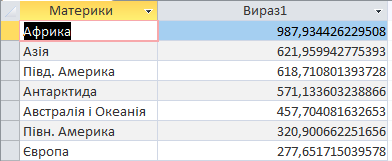 Материки Вираз1
Африка 987,934426229508
Азія 621,959942775393
Півд. Америка 618,710801393728
Антарктида 571,133603238866
Австралія і Океанія 457,704081632653
Півн. Америка 320,900662251656
Європа 277,651715039578